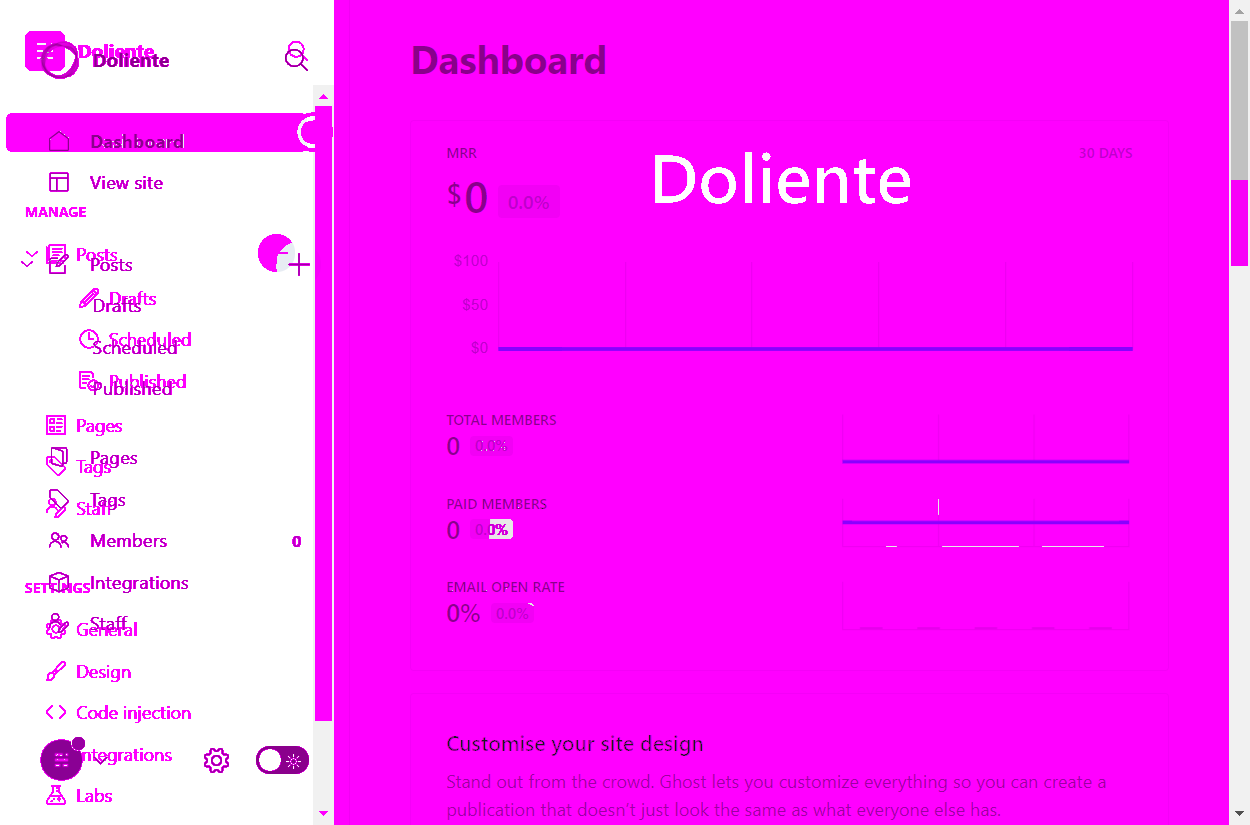 Doliente
Doliente
Dashboard
View site
MANAGE
Posts
Posts
Drafts
Drafts
Scheduled
Scheduled
Published
Published
Pages
Pages
Tags
Tags
Staff
Members 0
Integrations
SETTINGS
Staff
General
Design
Code injection
Integrations
Labs
Dashboard
MRR 30 DAYS
$0 0.0%
Doliente
$100
$50
$0
TOTAL MEMBERS
0 0.0%
PAID MEMBERS
0 0.0%
EMAIL OPEN RATE
0% 0.0%
Customise your site design
Stand out from the crowd. Ghost lets you customize everything so you can create a
publication that doesn't just look the same as what everyone else has.